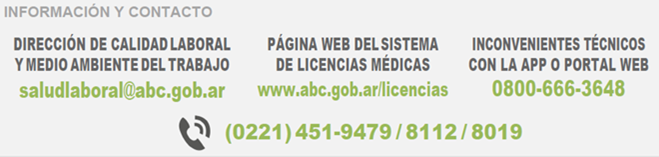 INFORMACIÓN Y CONTACTO
DIRECCIÓN DE CALIDAD LABORAL
Y MEDIO AMBIENTE DEL TRABAJO
saludlaboral@abc.gob.ar
PÁGINA WEB DEL SISTEMA
DE LICENCIAS MÉDICAS
www.abc.gob.ar/licencias
INCONVENIENTES TÉCNICOS
CON LA APP O PORTAL WEB
0800-666-3648
(0221) 451-9479 / 8112 / 8019